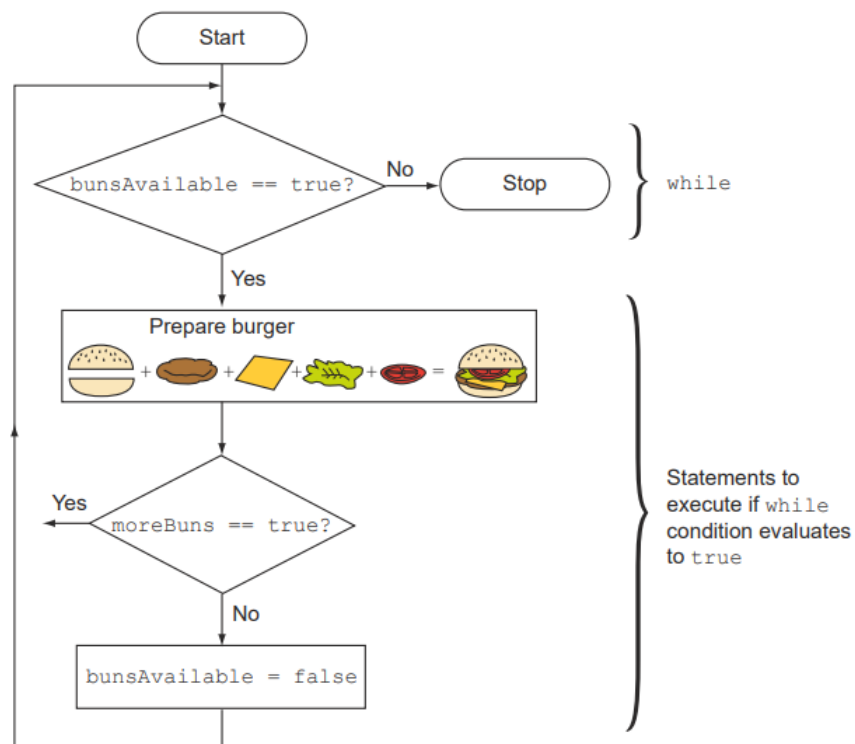 Start
bunsAvailable == true?
No
Stop
while
Yes
Prepare burger
+ + + + =
Yes
moreBuns == true?
No
bunsAvailable = false
Statements to
execute if while
condition evaluates
to true